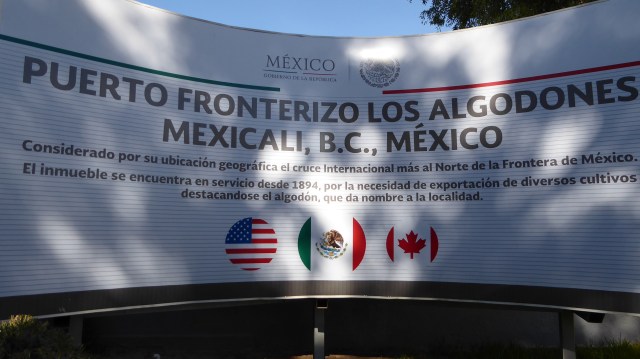 MÉXICO
GOBIERNO DE LA REPÚBLICA
PUERTO FRONTERIZO LOS ALGODONES
MEXICALI, B.C., MÉXICO
Considerado por su ubicación geográfica el cruce Internacional más al Norte de la Frontera de México.
El inmueble se encuentra en servicio desde 1894, por la necesidad de exportación de diversos cultivos
destacandose el algodón, que da nombre a la localidad.